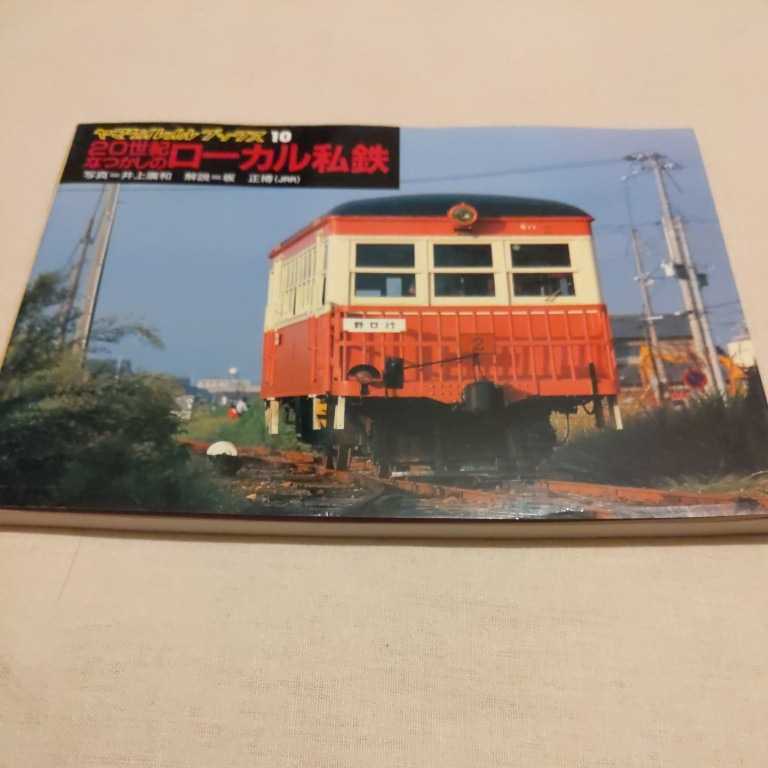 ヤマケイのレイル・ブックス 10
20世紀
なつかしの
ローカル私鉄
写真＝井上廣和 解説＝坂 正博(JRR)
野口行
2